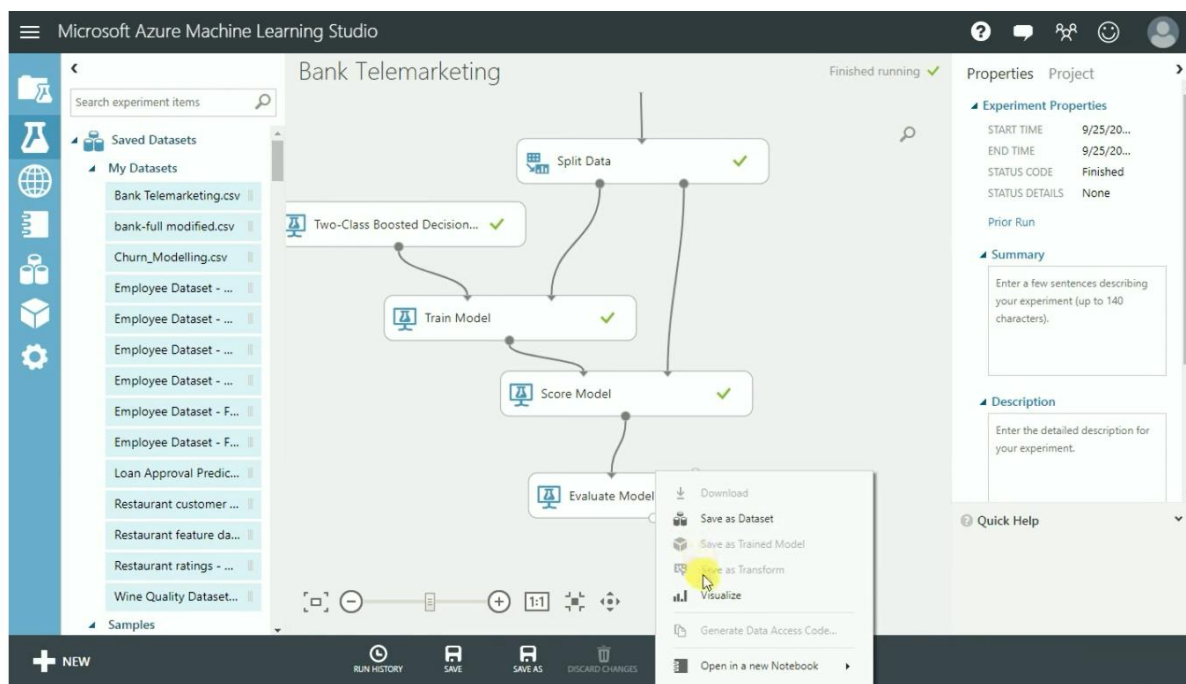 Microsoft Azure Machine Learning Studio
Search experiment items
Saved Datasets
My Datasets
Bank Telemarketing.csv
bank-full modified.csv
Churn_Modelling.csv
Employee Dataset - ...
Employee Dataset - ...
Employee Dataset - ...
Employee Dataset - ...
Employee Dataset - F...
Employee Dataset - F...
Loan Approval Predic...
Restaurant customer ...
Restaurant feature da...
Restaurant ratings - ...
Wine Quality Dataset...
Samples
Bank Telemarketing
Finished running
Split Data
Two-Class Boosted Decision...
Train Model
Score Model
Evaluate Model
1:1
Download
Save as Dataset
Save as Trained Model
Save as Transform
Visualize
Generate Data Access Code...
Open in a new Notebook
Properties Project
Experiment Properties
START TIME 9/25/20...
END TIME 9/25/20...
STATUS CODE Finished
STATUS DETAILS None
Prior Run
Summary
Enter a few sentences describing
your experiment (up to 140
characters).
Description
Enter the detailed description for
your experiment.
Quick Help
NEW
RUN HISTORY
SAVE
SAVE AS
DISCARD CHANGES